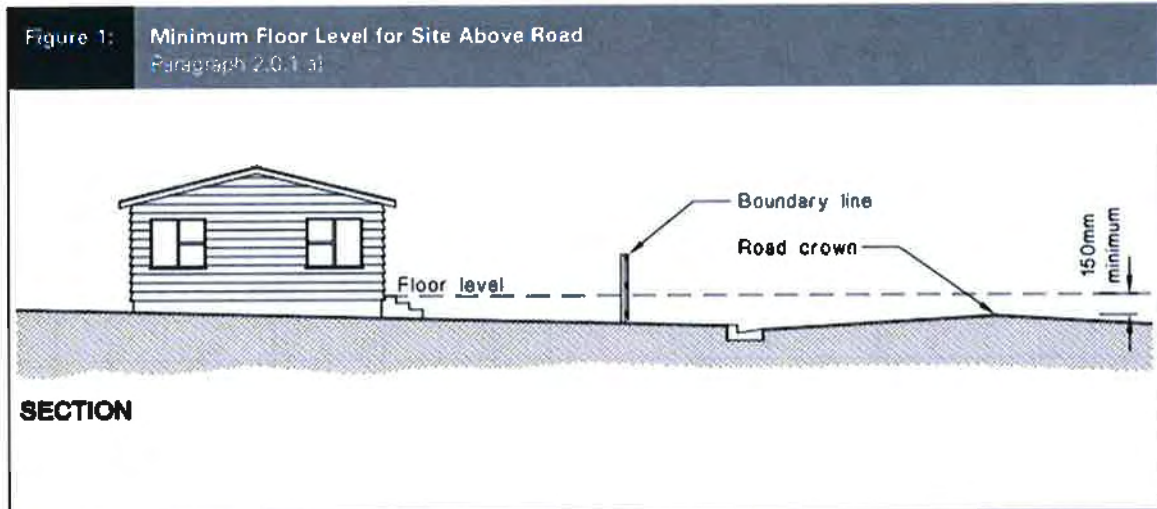 Figure 1:
Minimum Floor Level for Site Above Road
Paragraph 2.0.1 a)
Boundary line
Road crown
150mm
minimum
Floor level
SECTION